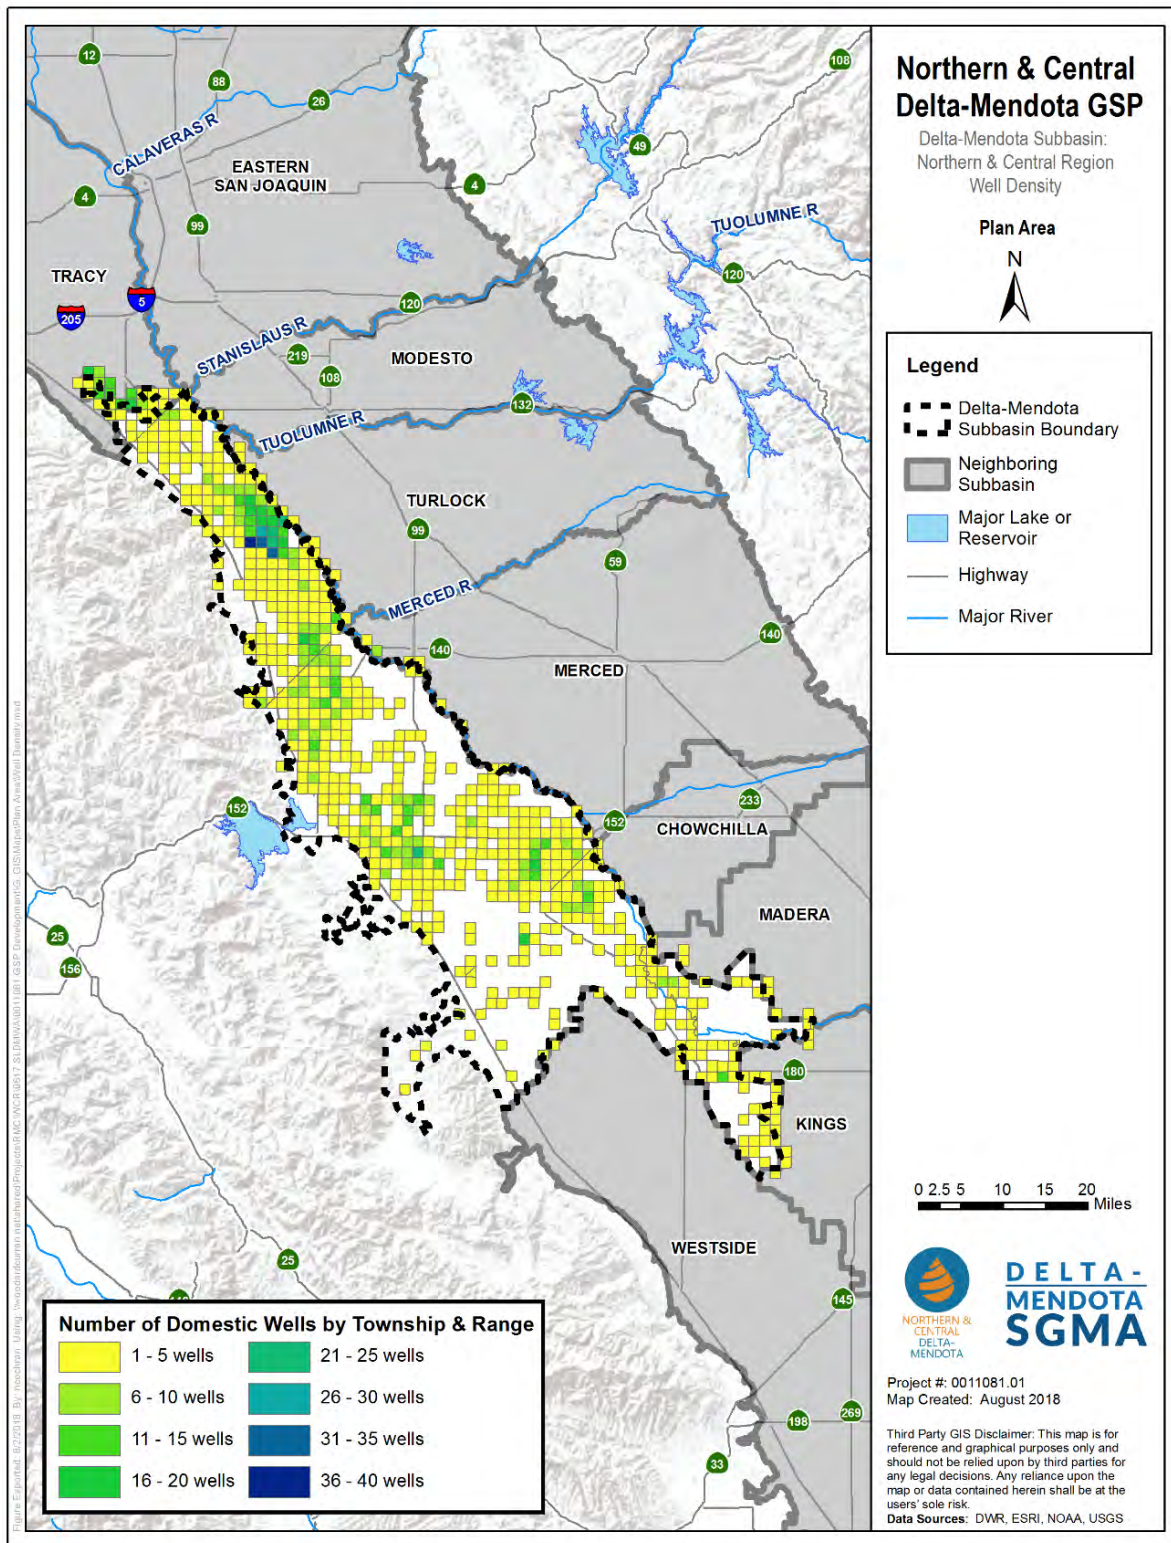 Northern & Central
Delta-Mendota GSP
Delta-Mendota Subbasin:
Northern & Central Region
Well Density
Plan Area
N
Legend
Delta-Mendota
Subbasin Boundary
Neighboring
Subbasin
Major Lake or
Reservoir
Highway
Major River
0 2.5 5 10 15 20
Miles
NORTHERN &
CENTRAL
DELTA-
MENDOTA
DELTA-
MENDOTA
SGMA
Project #: 0011081.01
Map Created: August 2018
Third Party GIS Disclaimer: This map is for
reference and graphical purposes only and
should not be relied upon by third parties for
any legal decisions. Any reliance upon the
map or data contained herein shall be at the
users' sole risk.
Data Sources: DWR, ESRI, NOAA, USGS
12
88
26
108
CALAVERAS R
49
EASTERN
SAN JOAQUIN
4
4
99
TUOLUMNE R
TRACY
120
5
120
205
STANISLAUS R
219
MODESTO
108
132
TUOLUMNE R
TURLOCK
99
59
MERCED R
140
140
MERCED
152
233
152
CHOWCHILLA
MADERA
25
156
180
KINGS
WESTSIDE
25
145
269
198
33
Number of Domestic Wells by Township & Range
1 - 5 wells
6 - 10 wells
11 - 15 wells
16 - 20 wells
21 - 25 wells
26 - 30 wells
31 - 35 wells
36 - 40 wells